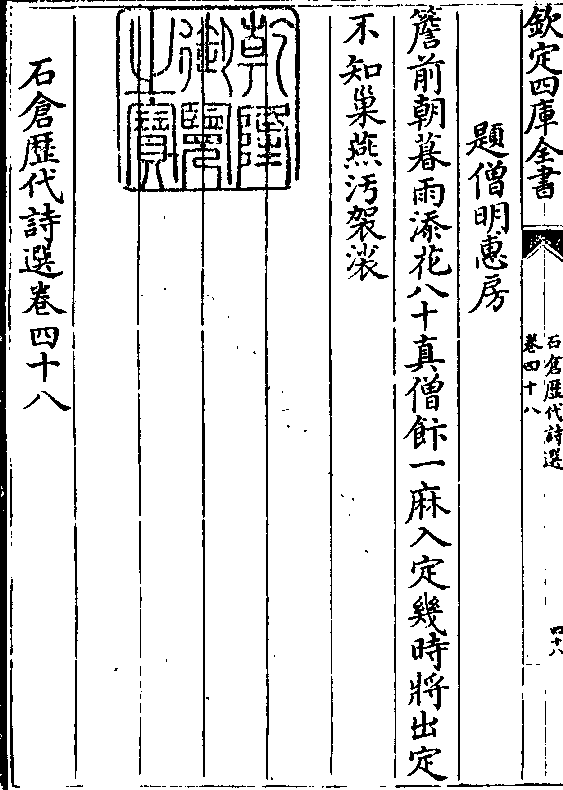 欽定四庫全書
石倉歷代詩選
卷四十八
四十八
題僧明惠房
簷前朝暮雨添花八十真僧飰一麻入定幾時將出定
不知巢燕汚袈裟
乾隆
御覽
之寶
石倉歷代詩選卷四十八